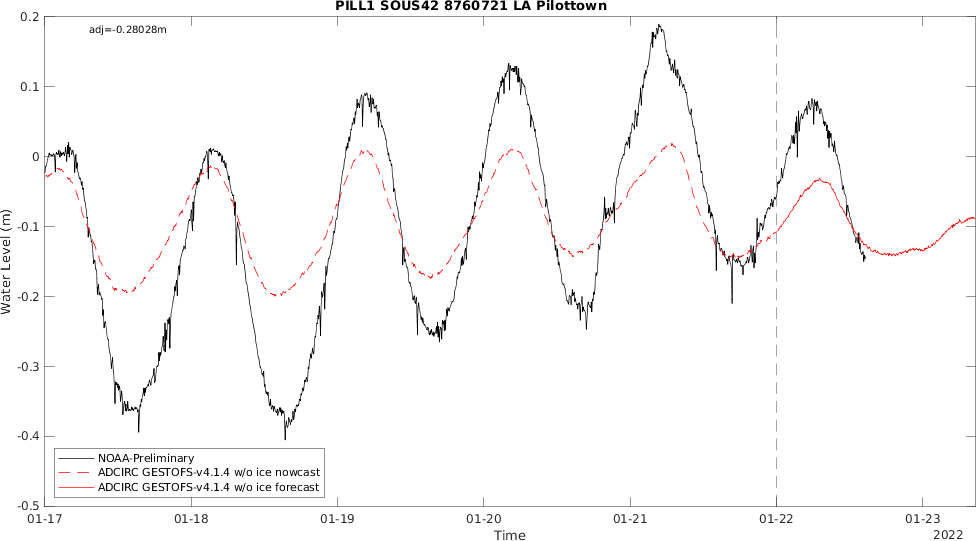 PILL1 SOUS42 8760721 LA Pilottown
adj=-0.28028m
0.2
0.1
0
-0.1
-0.2
-0.3
-0.4
-0.5
Water Level (m)
NOAA-Preliminary
ADCIRC GESTOFS-v4.1.4 w/o ice nowcast
ADCIRC GESTOFS-v4.1.4 w/o ice forecast
01-17 01-18 01-19 01-20 01-21 01-22 01-23
Time
2022